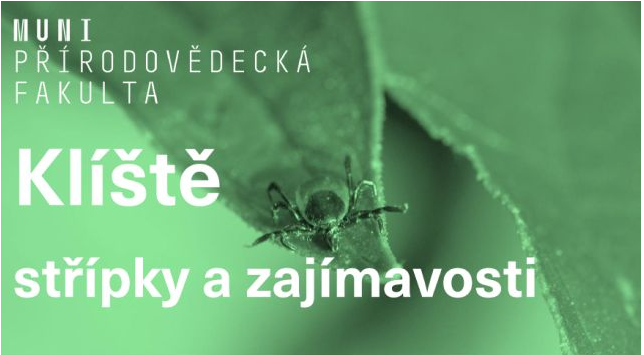 MUNI
PŘÍRODOVĚDECKÁ
FAKULTA
Klíště
střípky a zajímavosti